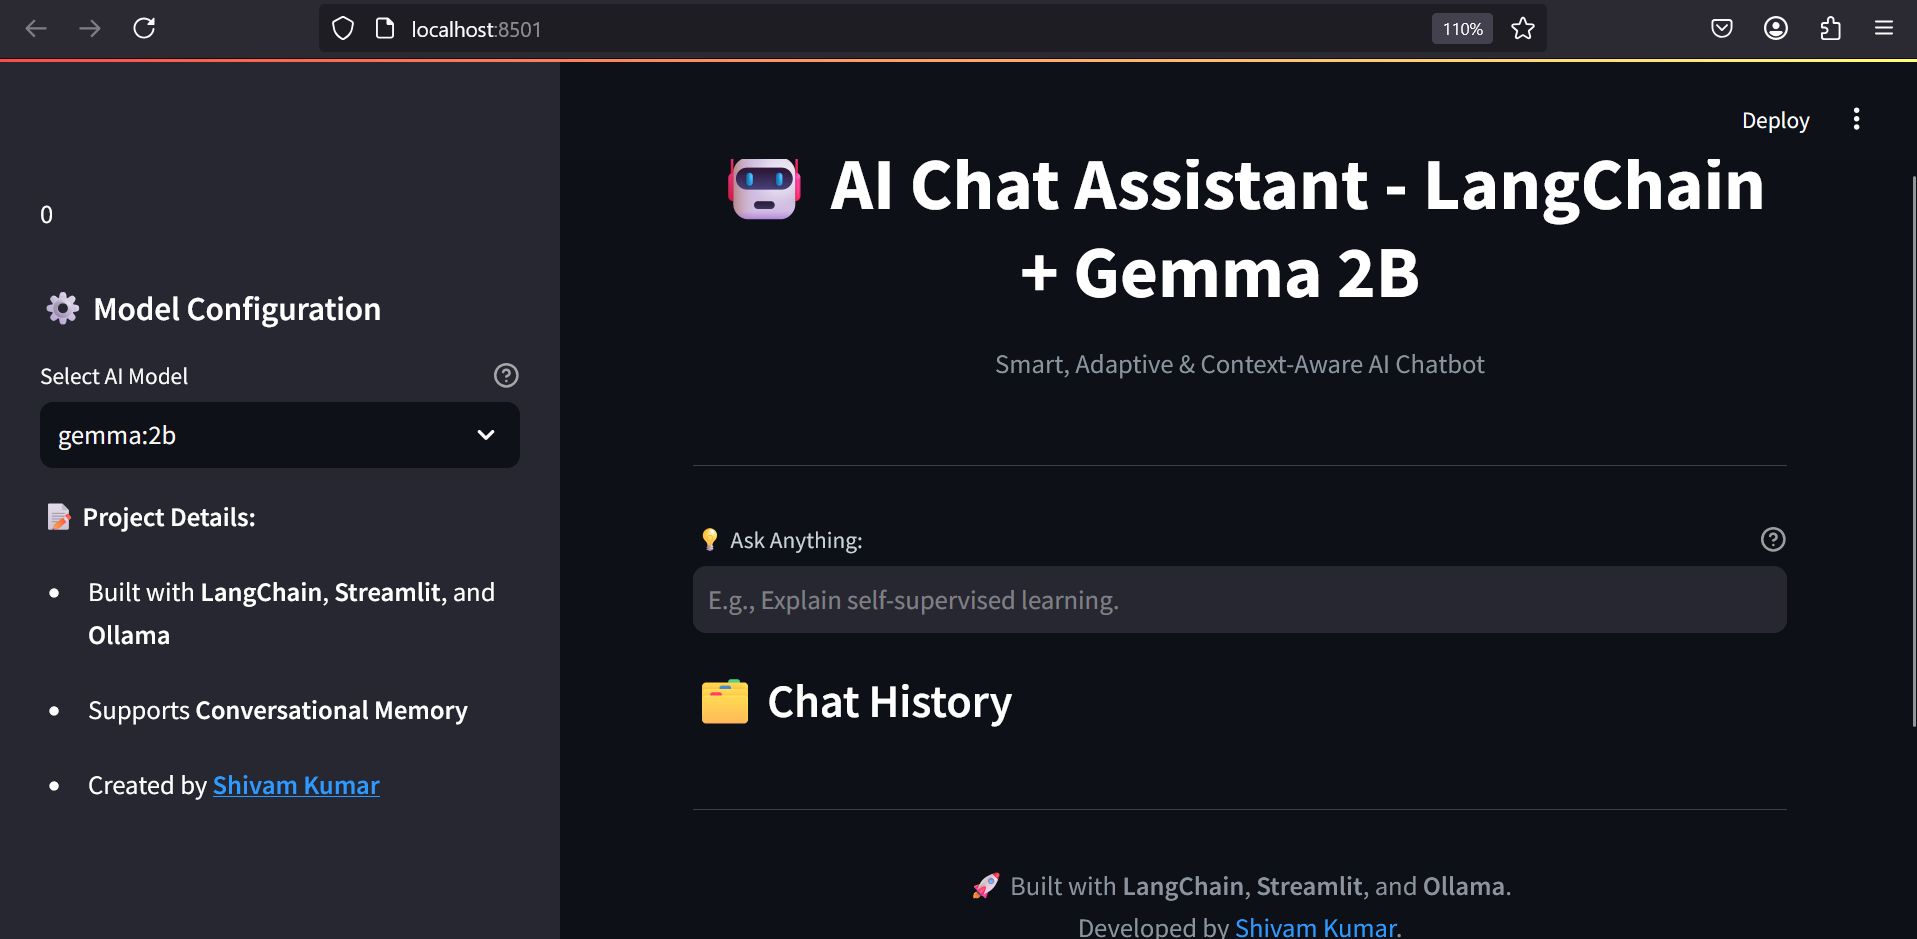 localhost:8501
110%
Deploy
0
Model Configuration
Select AI Model
gemma:2b
Project Details:
• Built with LangChain, Streamlit, and
Ollama
• Supports Conversational Memory
• Created by Shivam Kumar
AI Chat Assistant - LangChain
+ Gemma 2B
Smart, Adaptive & Context-Aware AI Chatbot
Ask Anything:
E.g., Explain self-supervised learning.
Chat History
Built with LangChain, Streamlit, and Ollama.
Developed by Shivam Kumar.